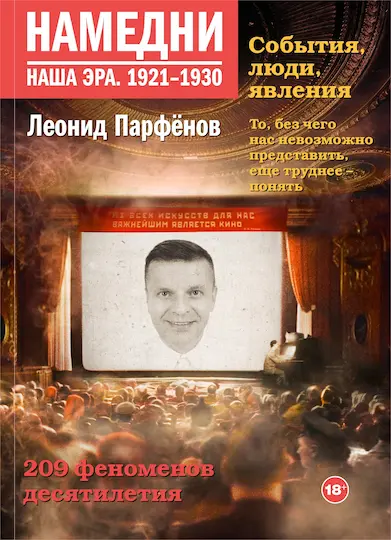 НАМЕДНИ
НАША ЭРА. 1921–1930
Леонид Парфёнов
События,
люди,
явления
То, без чего
нас невозможно
представить,
еще труднее –
понять
ИЗ ВСЕХ ИСКУССТВ ДЛЯ НАС
ВАЖНЕЙШИМ ЯВЛЯЕТСЯ КИНО
209 феноменов
десятилетия
18+